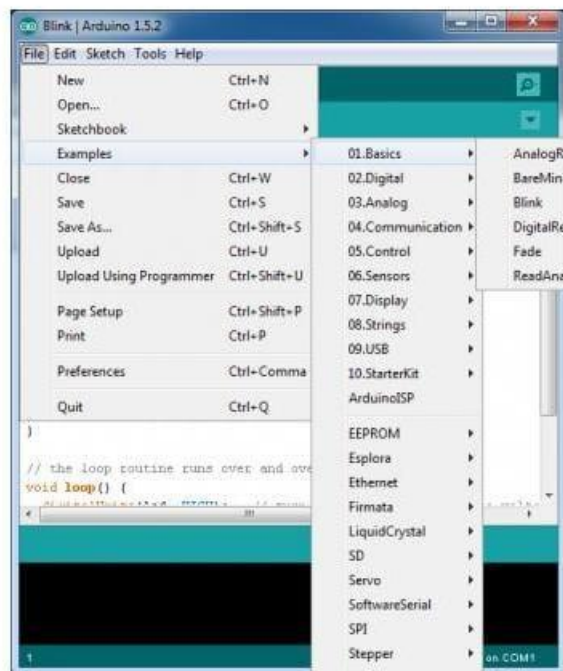 Blink | Arduino 1.5.2
File Edit Sketch Tools Help
New Ctrl+N
Open... Ctrl+O
Sketchbook
Examples
Close Ctrl+W
Save Ctrl+S
Save As... Ctrl+Shift+S
Upload Ctrl+U
Upload Using Programmer Ctrl+Shift+U
Page Setup Ctrl+Shift+P
Print Ctrl+P
Preferences Ctrl+Comma
Quit Ctrl+Q
01.Basics
02.Digital
03.Analog
04.Communication
05.Control
06.Sensors
07.Display
08.Strings
09.USB
10.StarterKit
ArduinoISP
EEPROM
Esplora
Ethernet
Firmata
LiquidCrystal
SD
Servo
SoftwareSerial
SPI
Stepper
AnalogR
BareMin
Blink
DigitalRe
Fade
ReadAna
}
// the loop routine runs over and ove
void loop() {
1
on COM1